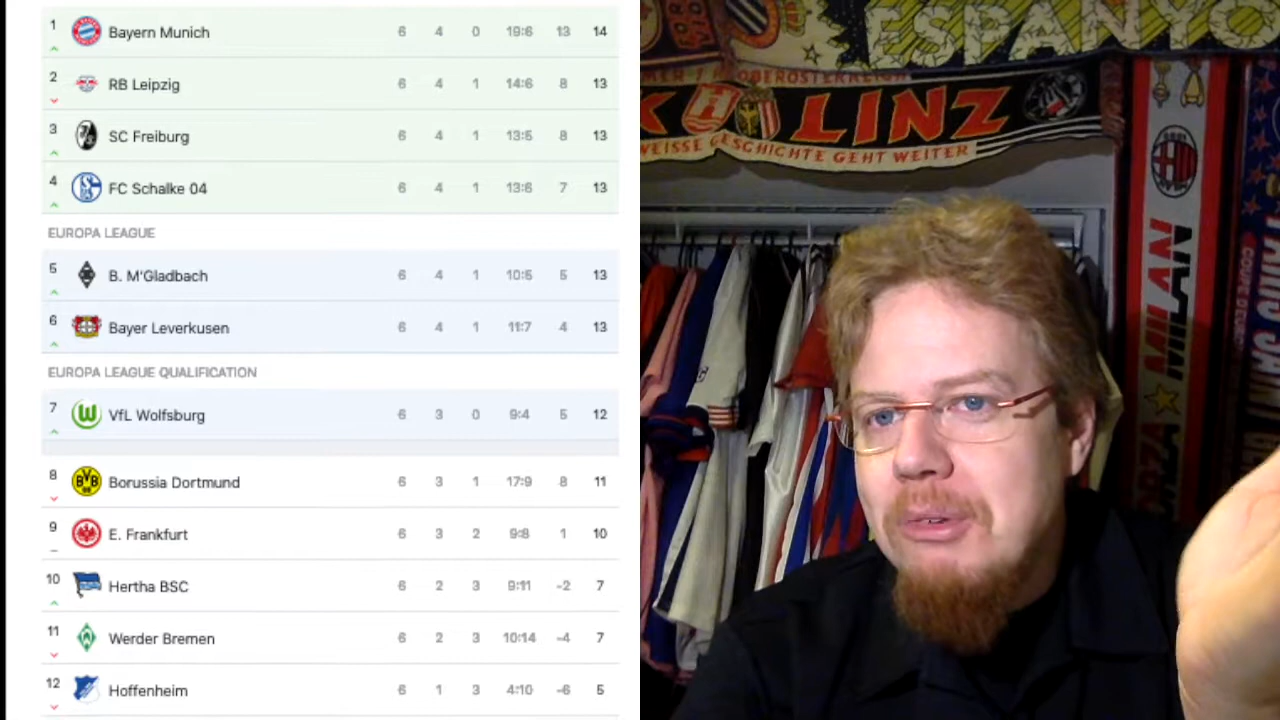 1 Bayern Munich 6 4 0 19:6 13 14
2 RB Leipzig 6 4 1 14:6 8 13
3 SC Freiburg 6 4 1 13:5 8 13
4 FC Schalke 04 6 4 1 13:6 7 13
EUROPA LEAGUE
5 B. M'Gladbach 6 4 1 10:5 5 13
6 Bayer Leverkusen 6 4 1 11:7 4 13
EUROPA LEAGUE QUALIFICATION
7 VfL Wolfsburg 6 3 0 9:4 5 12
8 Borussia Dortmund 6 3 1 17:9 8 11
9 E. Frankfurt 6 3 2 9:8 1 10
10 Hertha BSC 6 2 3 9:11 -2 7
11 Werder Bremen 6 2 3 10:14 -4 7
12 Hoffenheim 6 1 3 4:10 -6 5
ESPANYO
OBERÖSTERREICH
K LINZ
WEISSE GESCHICHTE GEHT WEITER
MILAN